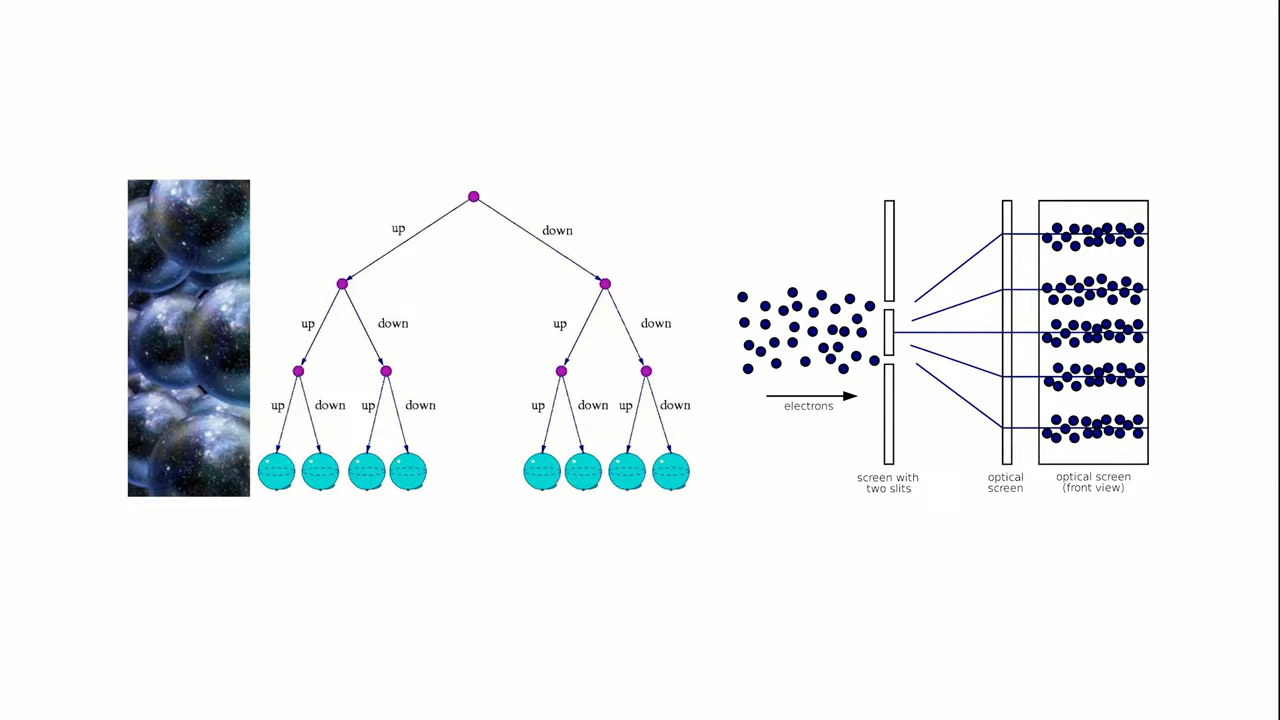 up
down
up
down
up
down
up
down
up
down
up
down
up
down
electrons
screen with
two slits
optical
screen
optical screen
(front view)